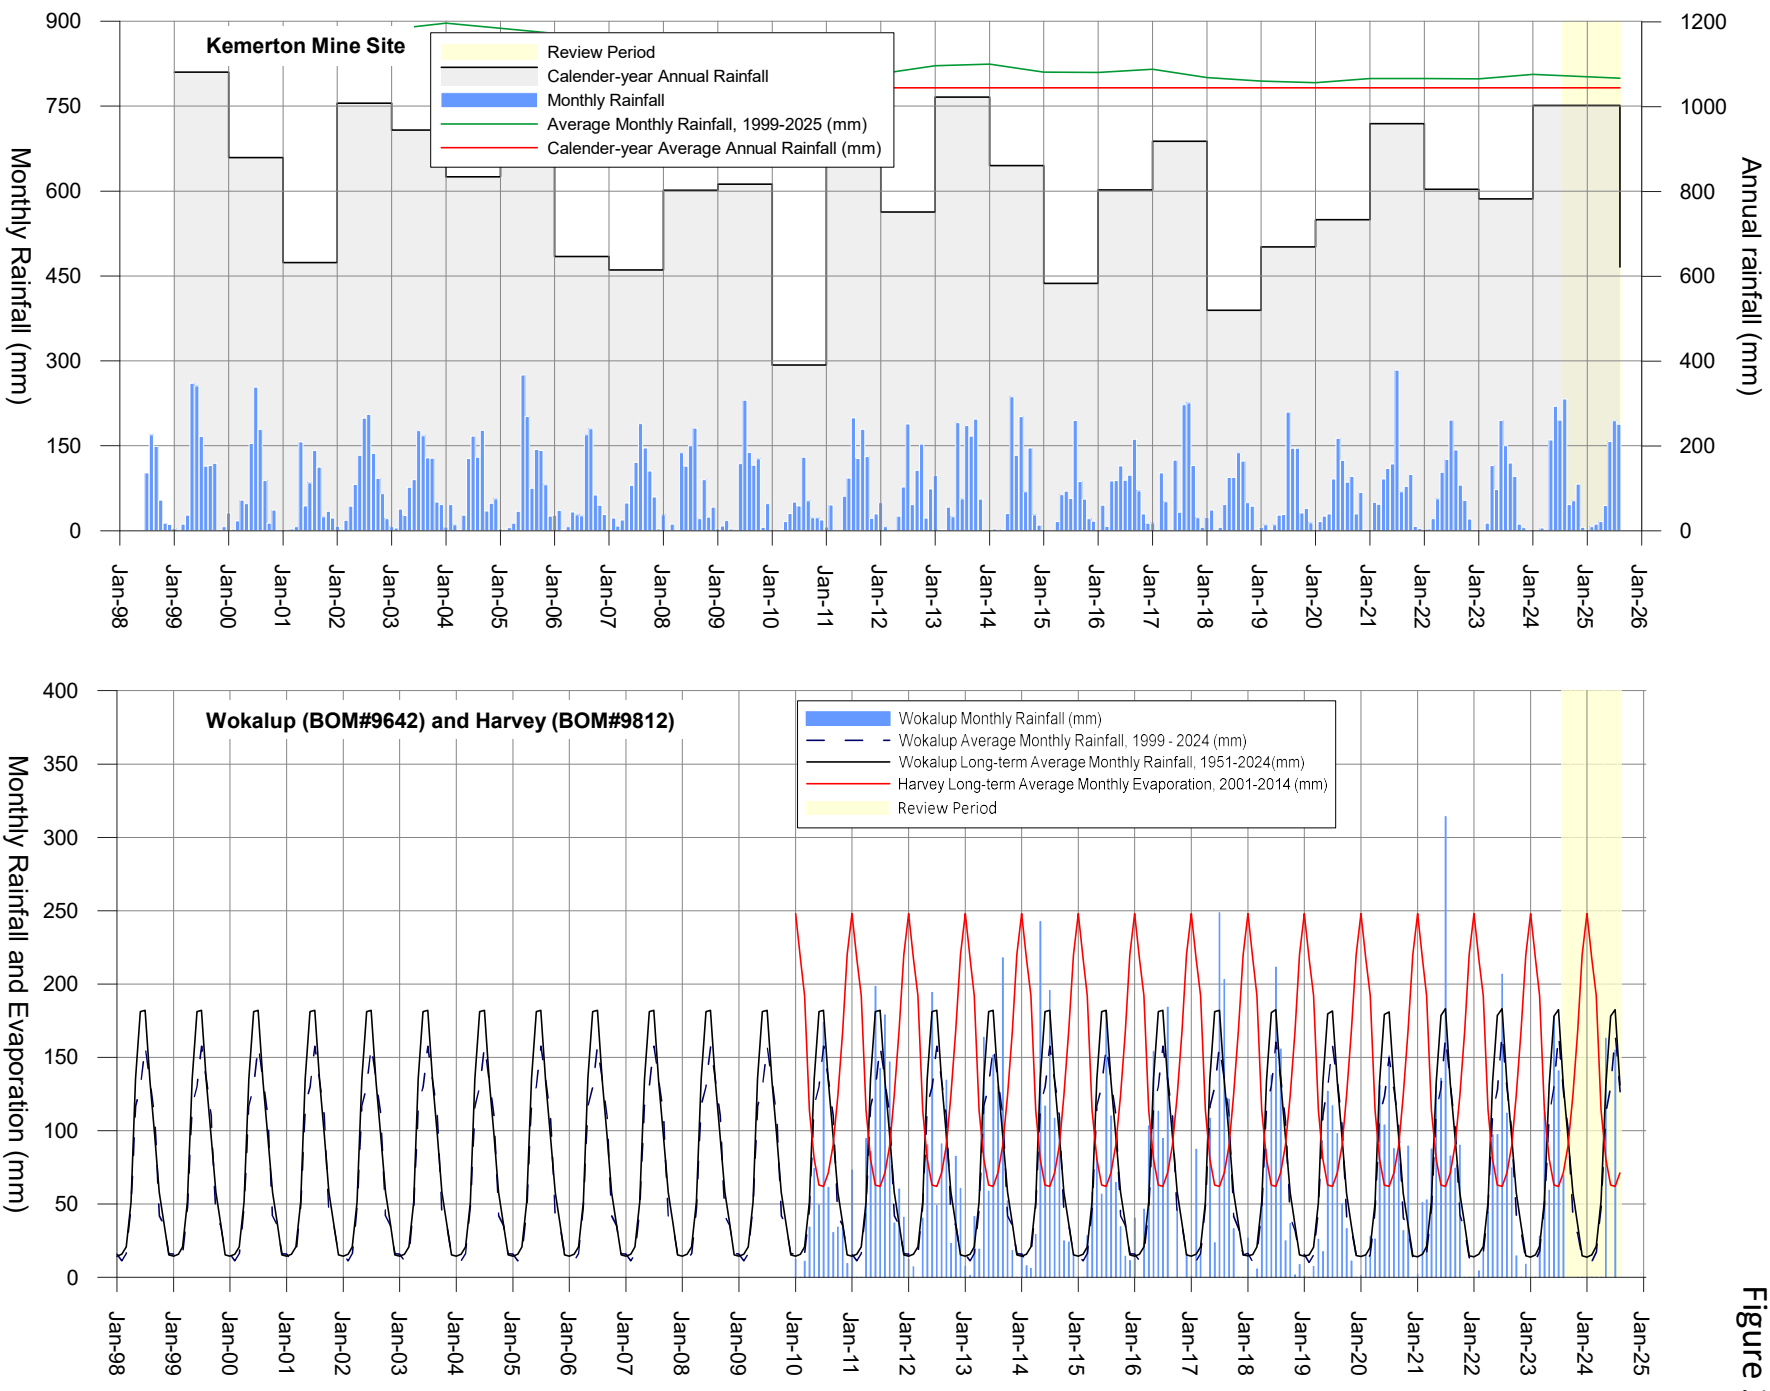 Kemerton Mine Site
Review Period
Calender-year Annual Rainfall
Monthly Rainfall
Average Monthly Rainfall, 1999-2025 (mm)
Calender-year Average Annual Rainfall (mm)
Monthly Rainfall (mm)
900
750
600
450
300
150
0
Annual rainfall (mm)
1200
1000
800
600
400
200
0
Jan-98
Jan-99
Jan-00
Jan-01
Jan-02
Jan-03
Jan-04
Jan-05
Jan-06
Jan-07
Jan-08
Jan-09
Jan-10
Jan-11
Jan-12
Jan-13
Jan-14
Jan-15
Jan-16
Jan-17
Jan-18
Jan-19
Jan-20
Jan-21
Jan-22
Jan-23
Jan-24
Jan-25
Jan-26
Wokalup (BOM#9642) and Harvey (BOM#9812)
Wokalup Monthly Rainfall (mm)
Wokalup Average Monthly Rainfall, 1999 - 2024 (mm)
Wokalup Long-term Average Monthly Rainfall, 1951-2024(mm)
Harvey Long-term Average Monthly Evaporation, 2001-2014 (mm)
Review Period
Monthly Rainfall and Evaporation (mm)
400
350
300
250
200
150
100
50
0
Jan-98
Jan-99
Jan-00
Jan-01
Jan-02
Jan-03
Jan-04
Jan-05
Jan-06
Jan-07
Jan-08
Jan-09
Jan-10
Jan-11
Jan-12
Jan-13
Jan-14
Jan-15
Jan-16
Jan-17
Jan-18
Jan-19
Jan-20
Jan-21
Jan-22
Jan-23
Jan-24
Jan-25
Figure